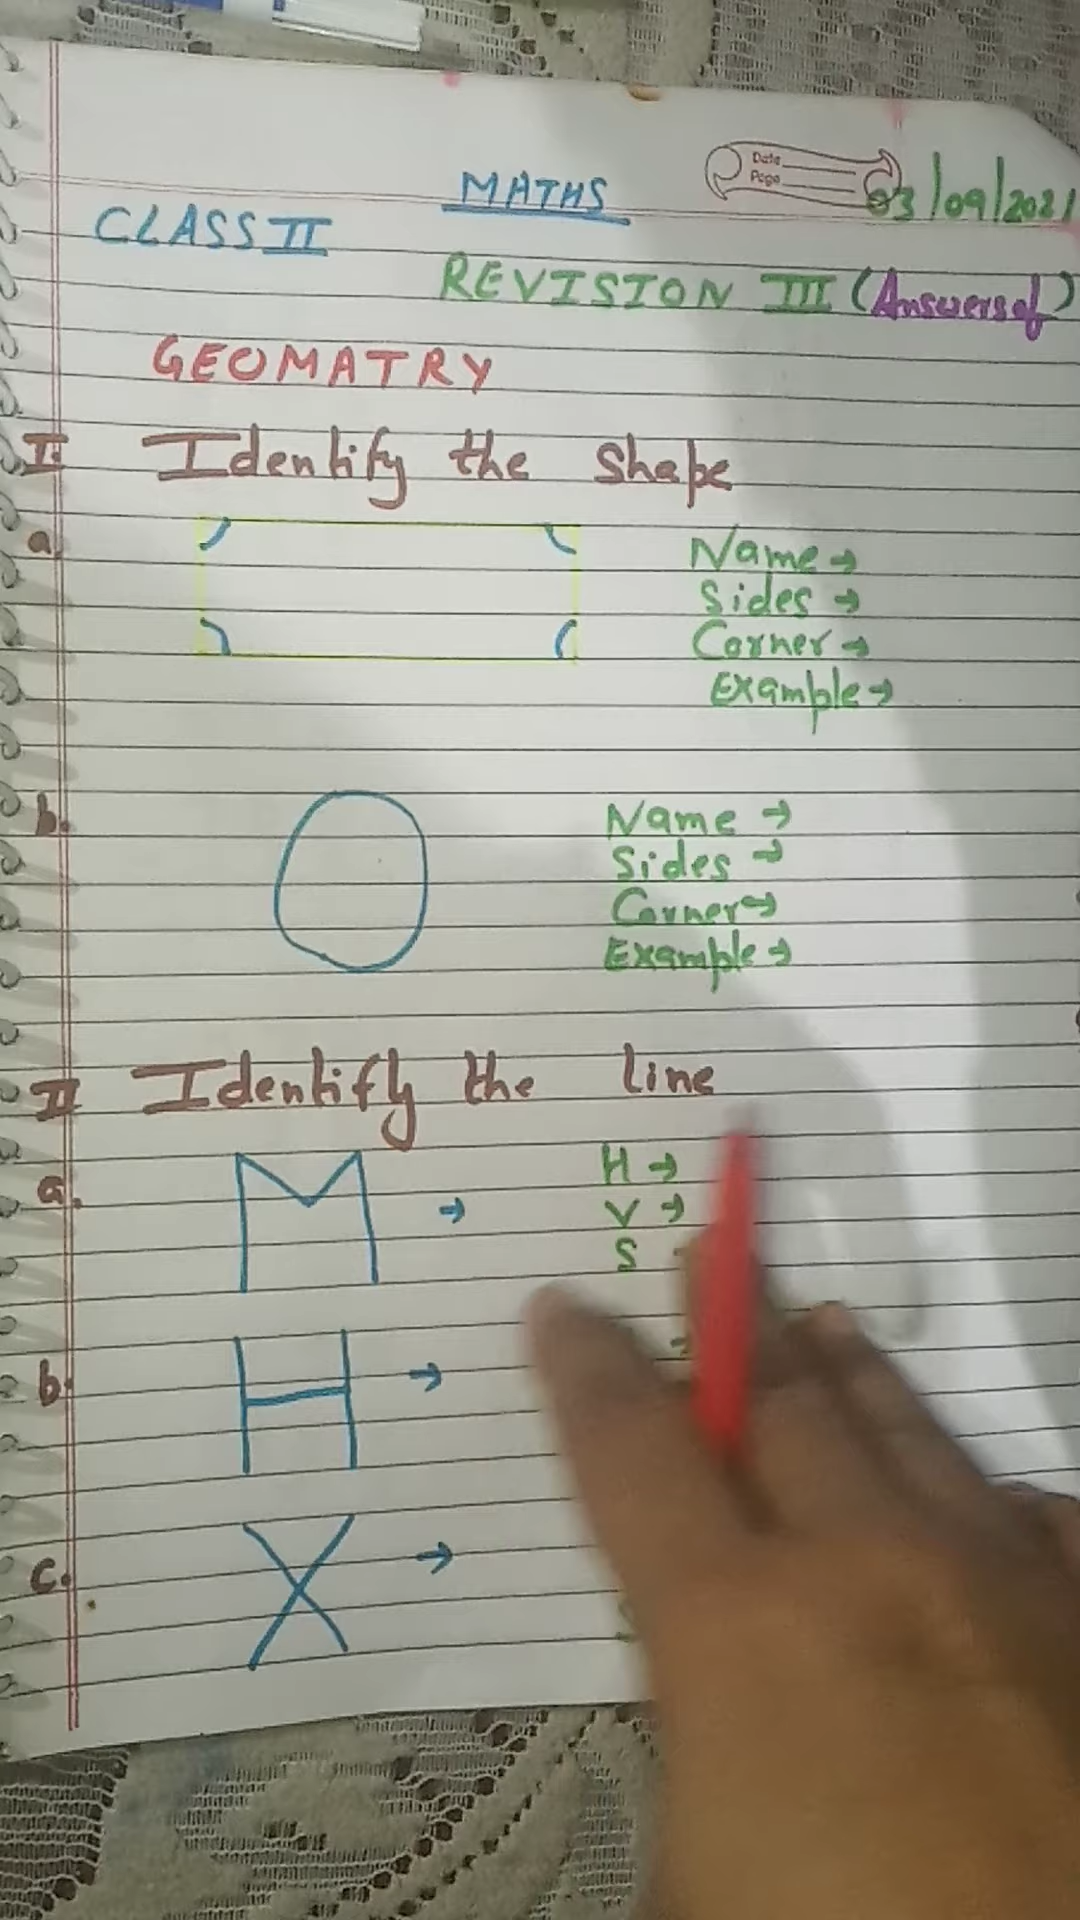 MATHS
Date
Page
03/09/2021
CLASS II
REVISION III (Answers of)
GEOMATRY
I. Identify the Shape
a.
Name →
Sides →
Corner →
Example →
b.
Name →
Sides →
Corner →
Example →
II Identify the line
a. M →
H →
V →
S
b. H →
c. X →